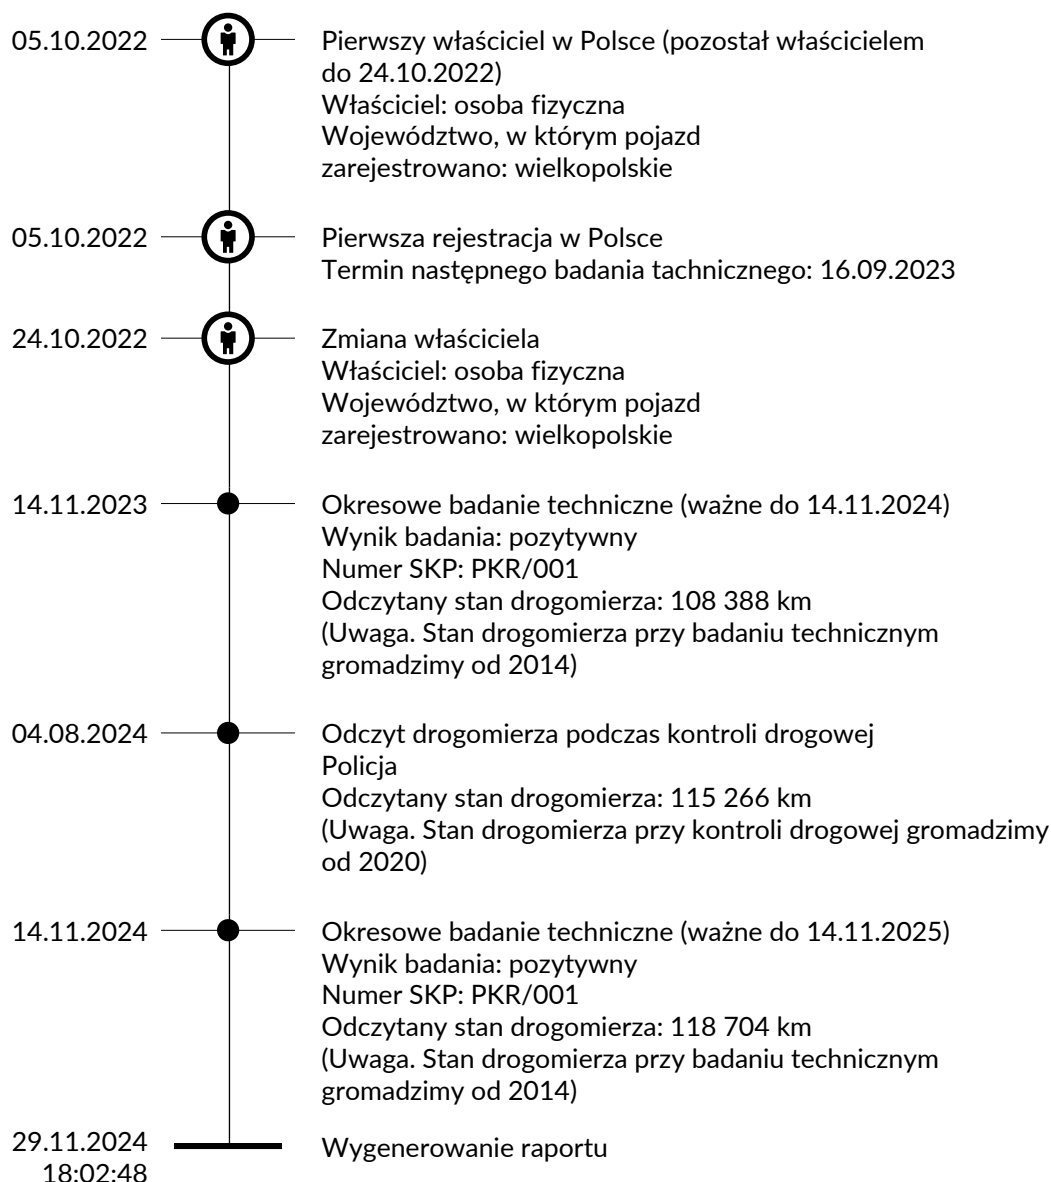 05.10.2022
Pierwszy właściciel w Polsce (pozostał właścicielem
do 24.10.2022)
Właściciel: osoba fizyczna
Województwo, w którym pojazd
zarejestrowano: wielkopolskie
05.10.2022
Pierwsza rejestracja w Polsce
Termin następnego badania tachnicznego: 16.09.2023
24.10.2022
Zmiana właściciela
Właściciel: osoba fizyczna
Województwo, w którym pojazd
zarejestrowano: wielkopolskie
14.11.2023
Okresowe badanie techniczne (ważne do 14.11.2024)
Wynik badania: pozytywny
Numer SKP: PKR/001
Odczytany stan drogomierza: 108 388 km
(Uwaga. Stan drogomierza przy badaniu technicznym
gromadzimy od 2014)
04.08.2024
Odczyt drogomierza podczas kontroli drogowej
Policja
Odczytany stan drogomierza: 115 266 km
(Uwaga. Stan drogomierza przy kontroli drogowej gromadzimy
od 2020)
14.11.2024
Okresowe badanie techniczne (ważne do 14.11.2025)
Wynik badania: pozytywny
Numer SKP: PKR/001
Odczytany stan drogomierza: 118 704 km
(Uwaga. Stan drogomierza przy badaniu technicznym
gromadzimy od 2014)
29.11.2024
18:02:48
Wygenerowanie raportu